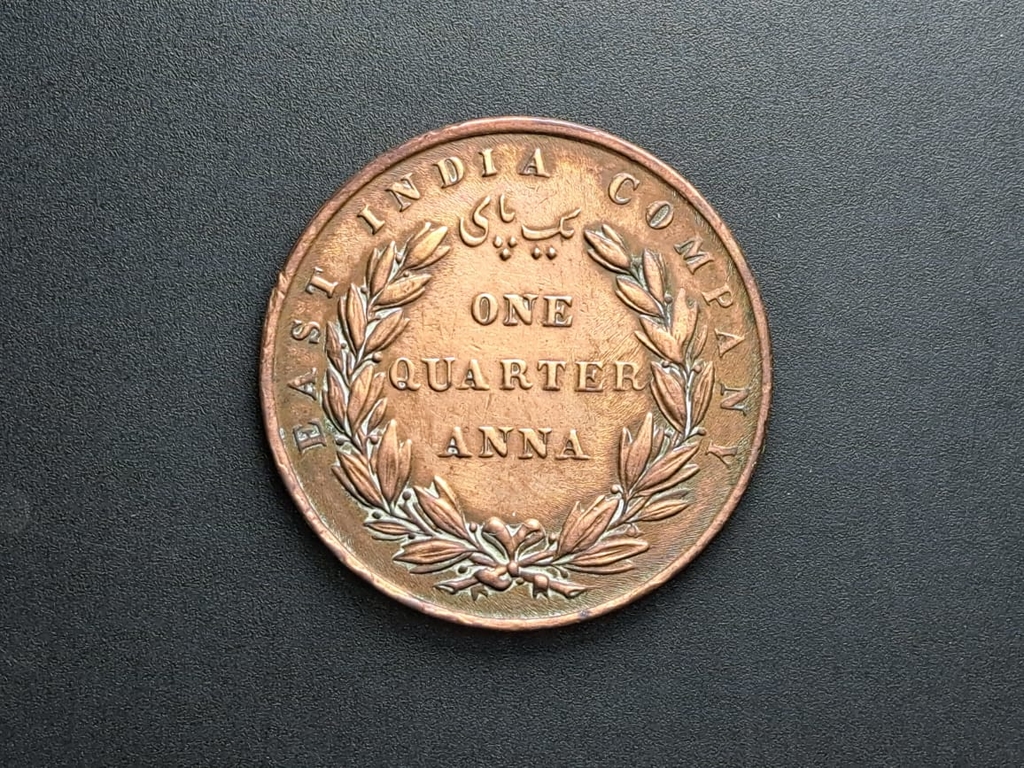 EAST INDIA COMPANY
یک پای
ONE
QUARTER
ANNA